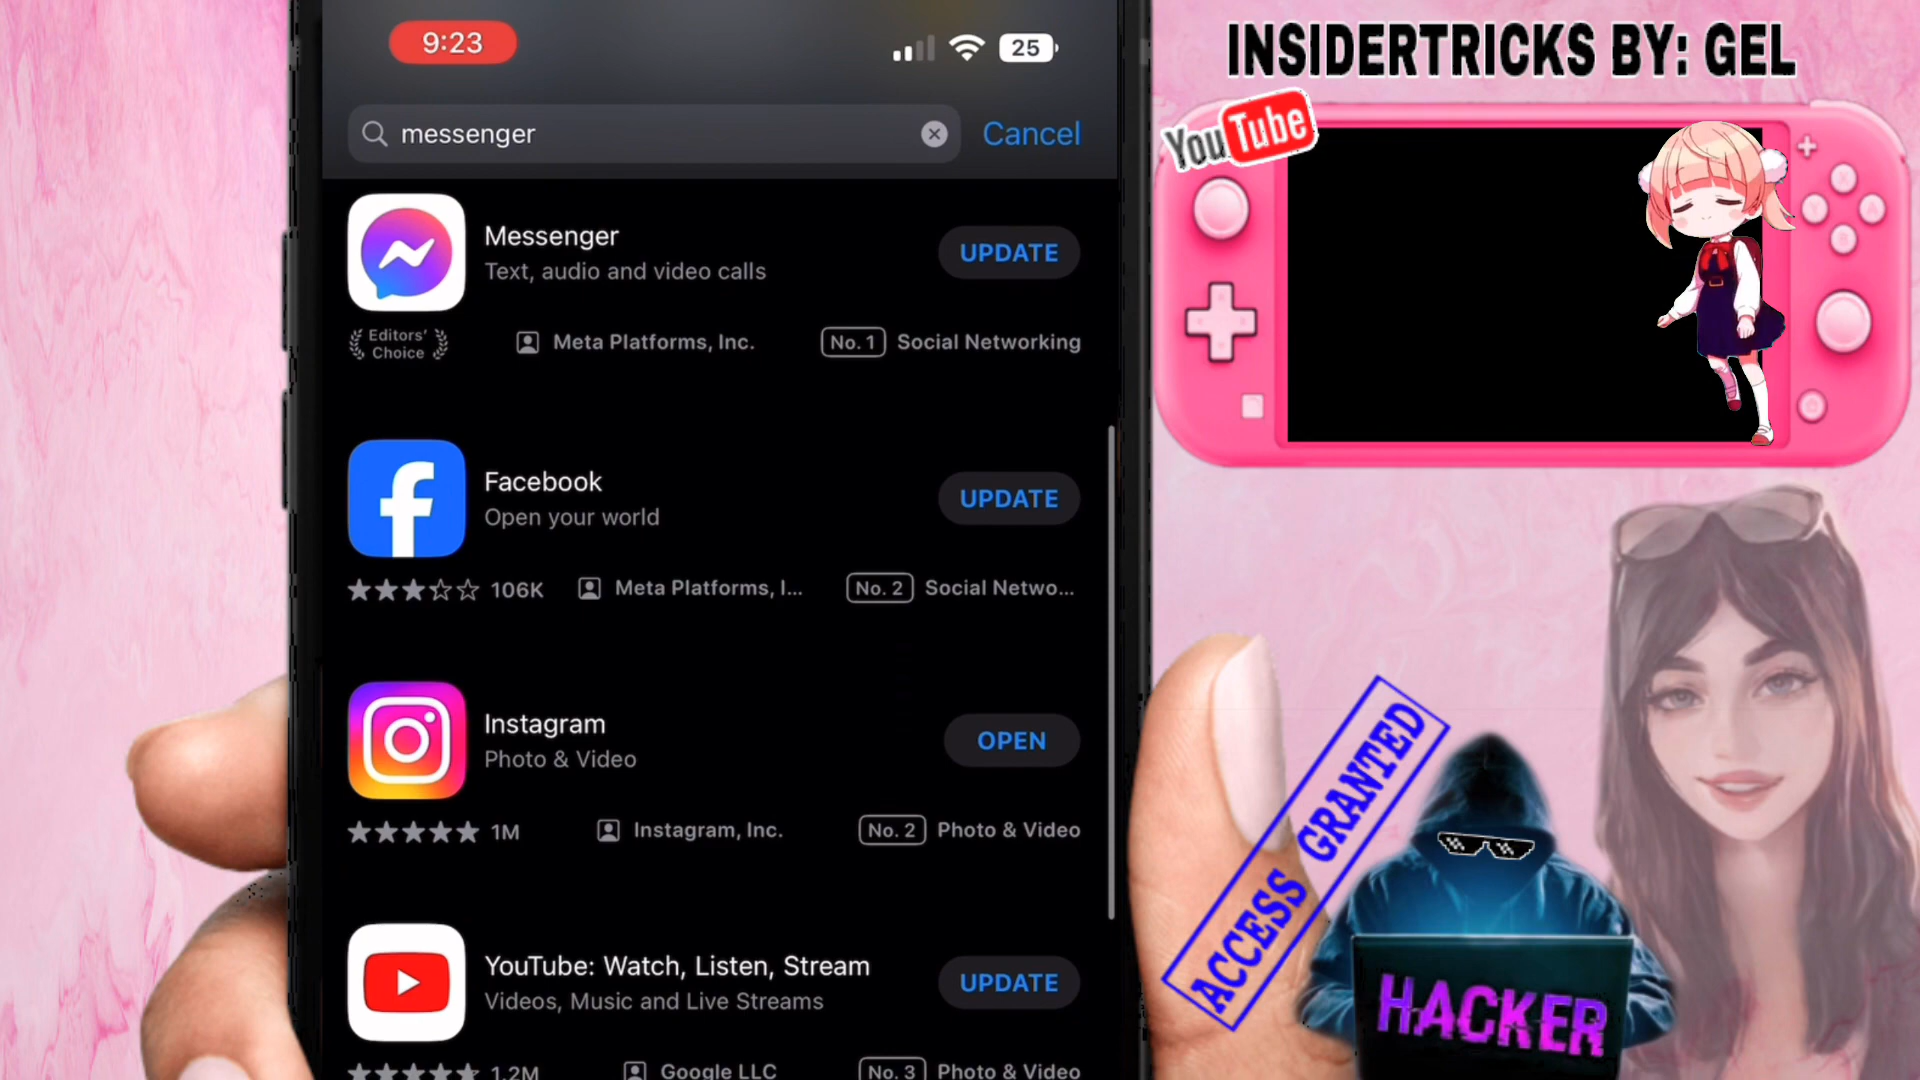 9:23
25
messenger
Cancel
Messenger
Text, audio and video calls
UPDATE
Editors'
Choice
Meta Platforms, Inc.
No. 1
Social Networking
Facebook
Open your world
UPDATE
106K
Meta Platforms, I...
No. 2
Social Netwo...
Instagram
Photo & Video
OPEN
1M
Instagram, Inc.
No. 2
Photo & Video
YouTube: Watch, Listen, Stream
Videos, Music and Live Streams
UPDATE
1.2M
Google LLC
No. 3
Photo & Video
INSIDERTRICKS BY: GEL
YouTube
X
Y
A
ACCESS GRANTED
HACKER